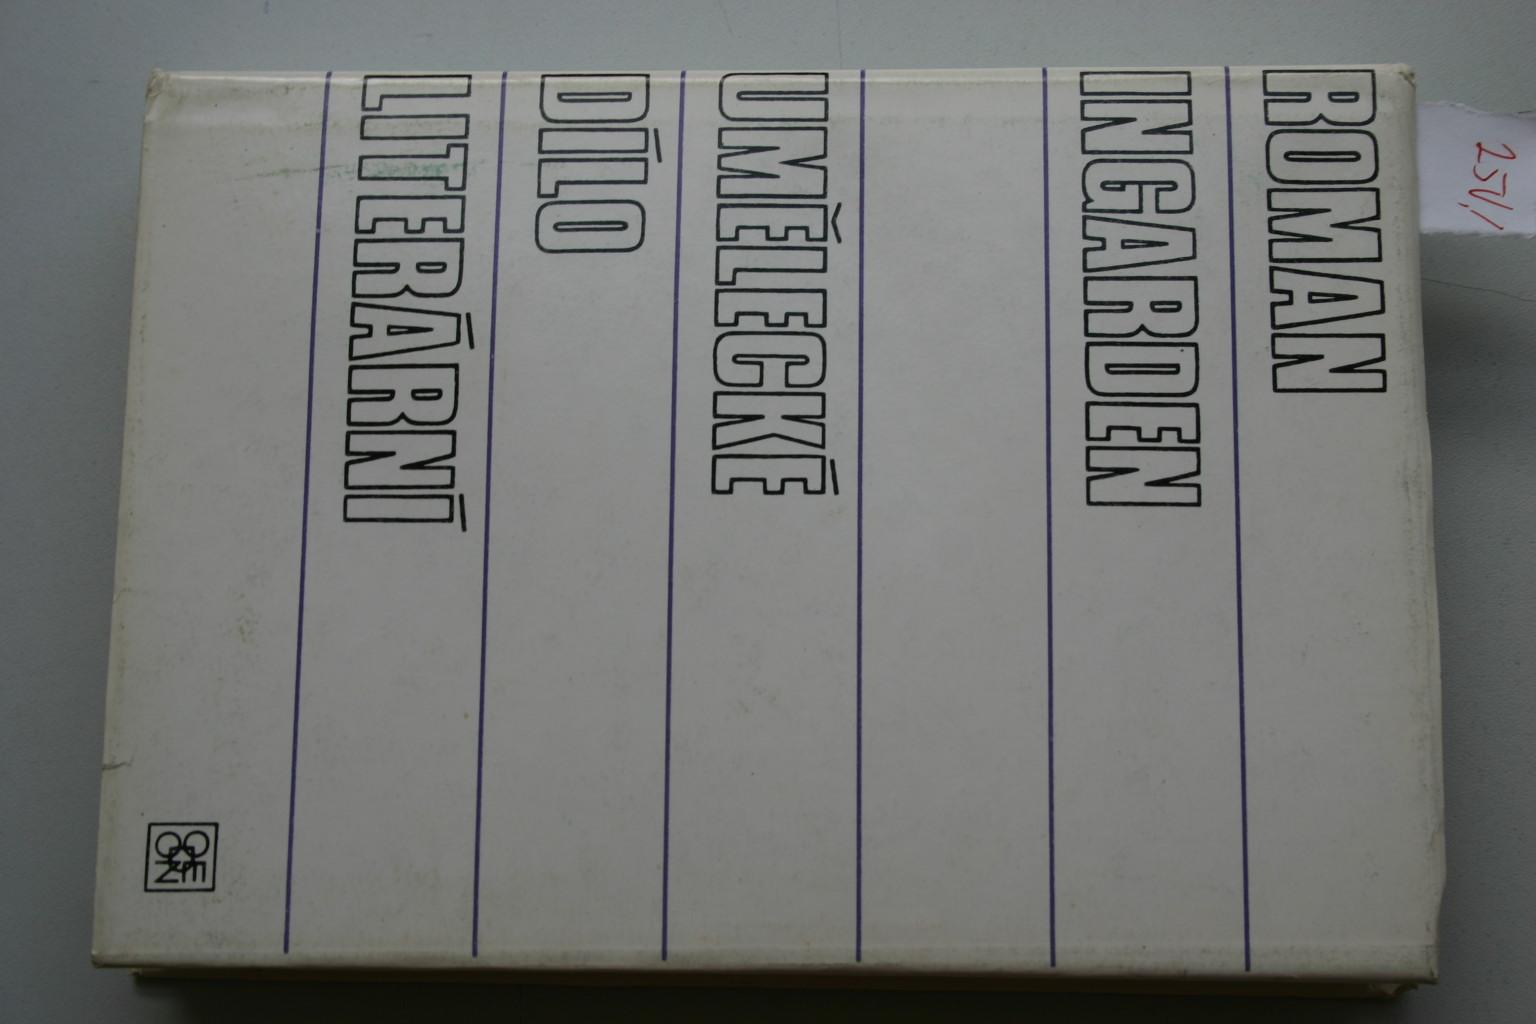 ROMAN
INGARDEN
UMĚLECKÉ
DÍLO
LITERÁRNÍ